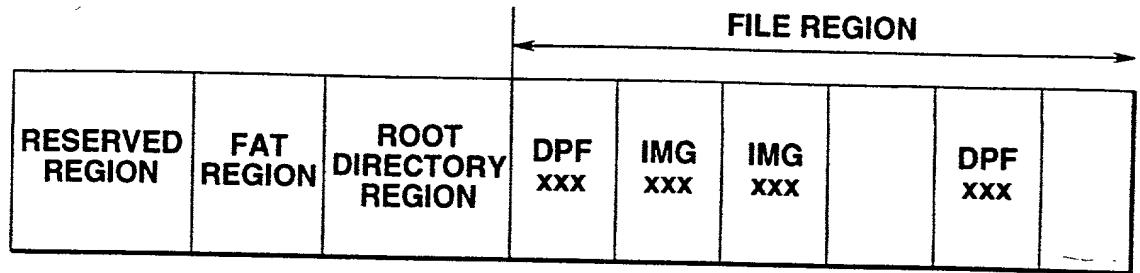 FILE REGION
RESERVED
REGION
FAT
REGION
ROOT
DIRECTORY
REGION
DPF
xxx
IMG
xxx
IMG
xxx
DPF
xxx